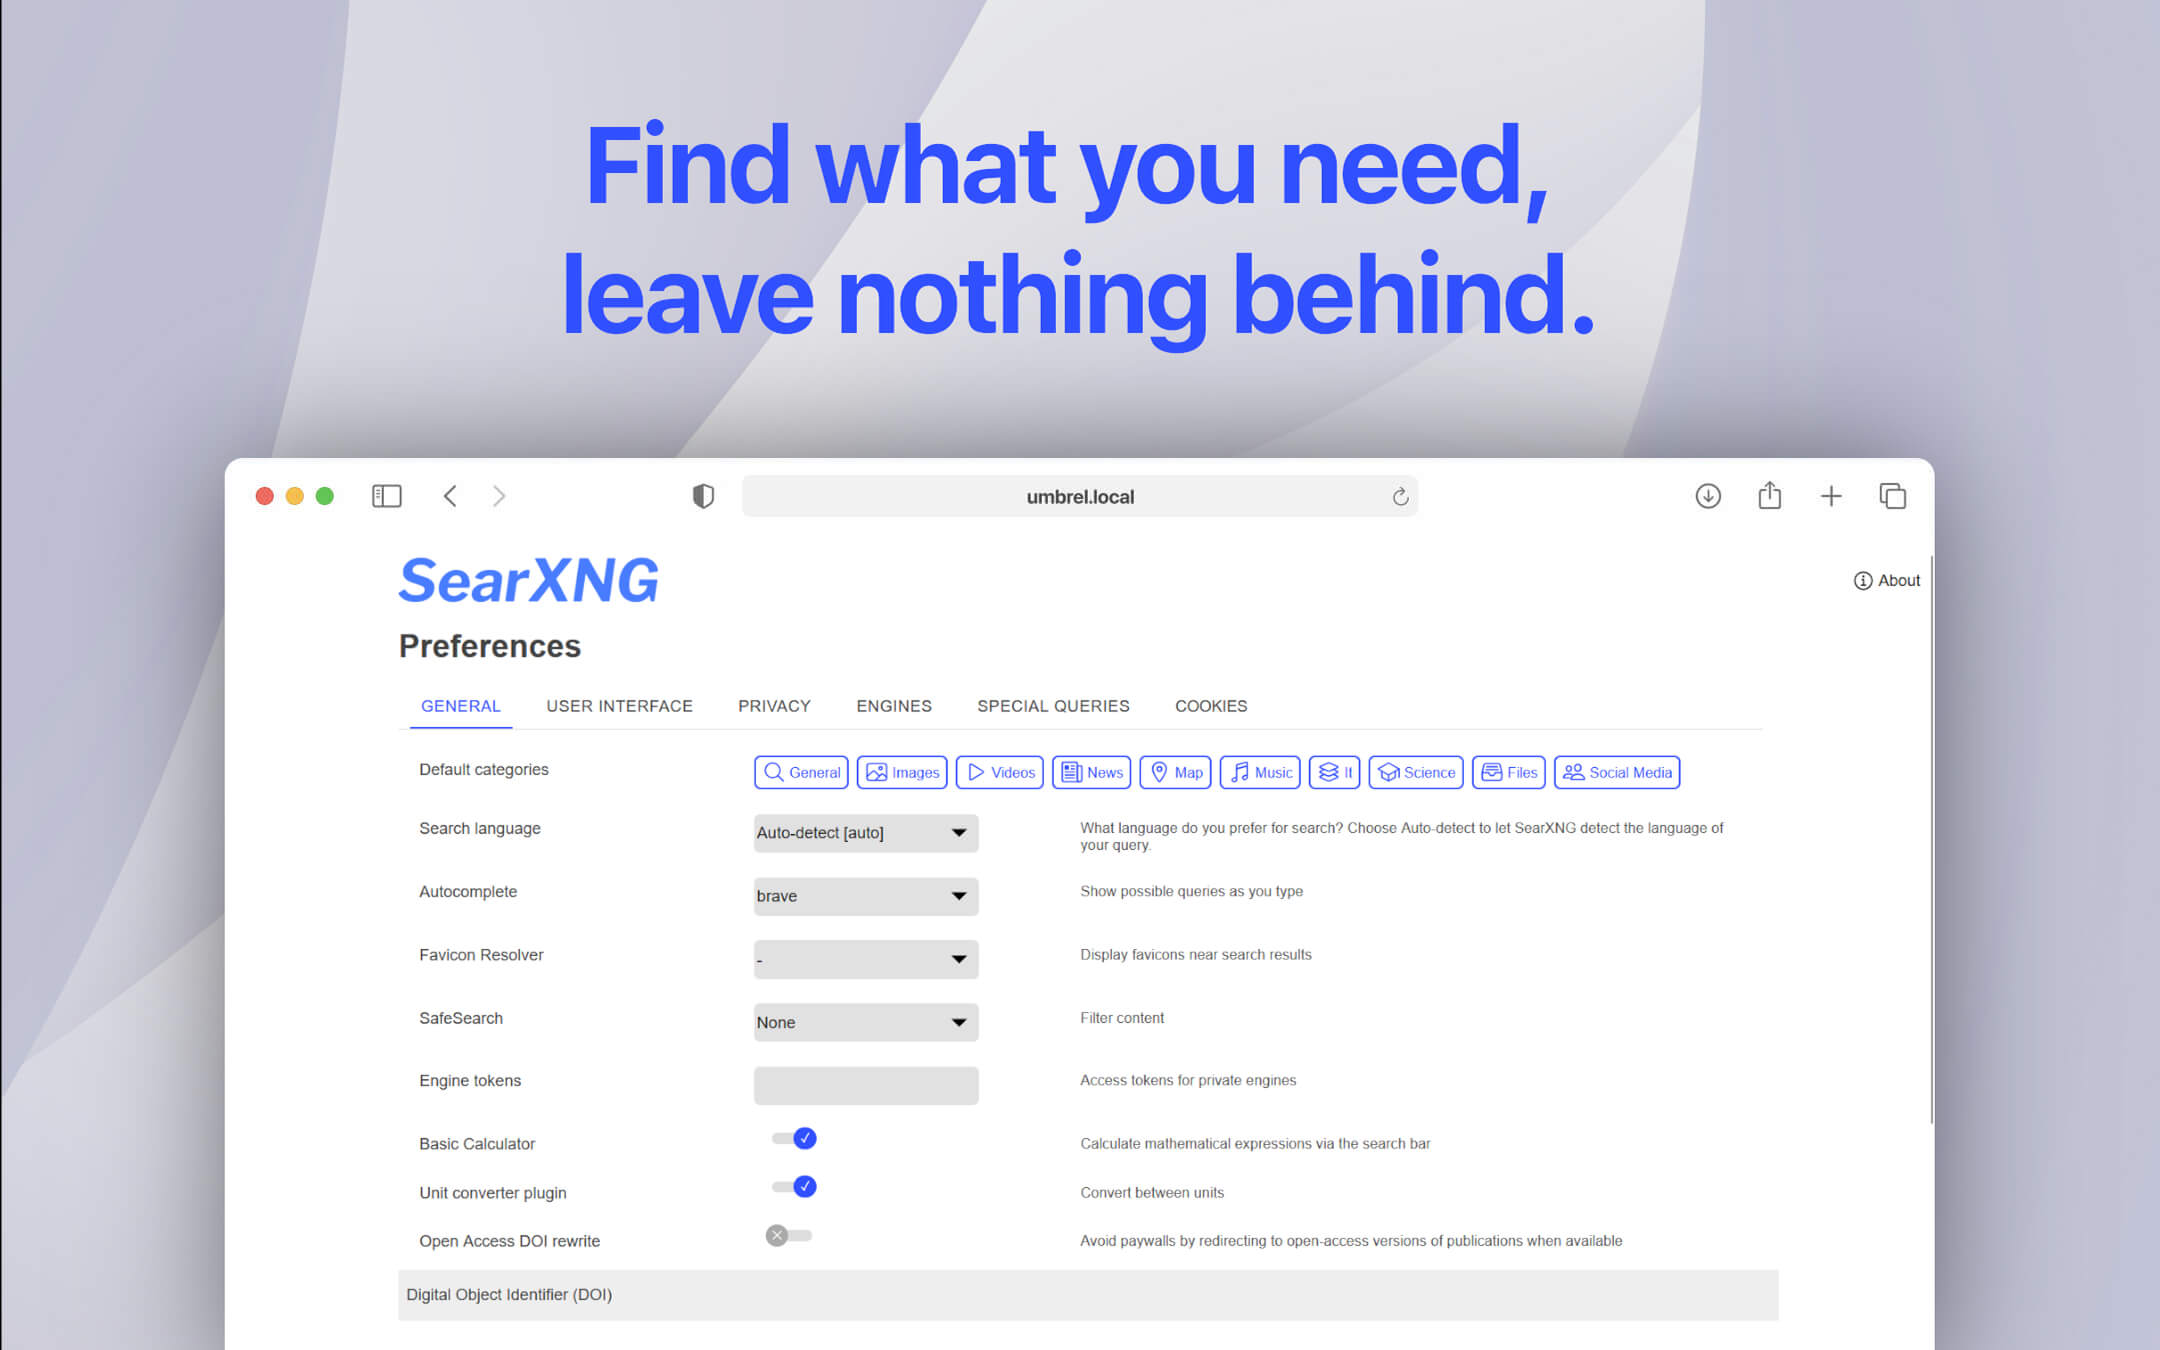 Find what you need,
leave nothing behind.
umbrel.local
SearXNG
About
Preferences
GENERAL USER INTERFACE PRIVACY ENGINES SPECIAL QUERIES COOKIES
Default categories General Images Videos News Map Music It Science Files Social Media
Search language Auto-detect [auto] What language do you prefer for search? Choose Auto-detect to let SearXNG detect the language of
your query.
Autocomplete brave Show possible queries as you type
Favicon Resolver - Display favicons near search results
SafeSearch None Filter content
Engine tokens Access tokens for private engines
Basic Calculator Calculate mathematical expressions via the search bar
Unit converter plugin Convert between units
Open Access DOI rewrite Avoid paywalls by redirecting to open-access versions of publications when available
Digital Object Identifier (DOI)